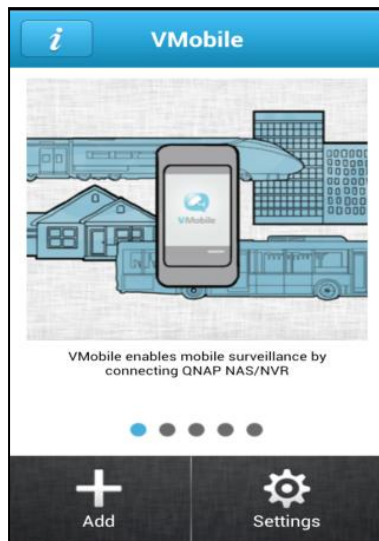 i
VMobile
VMobile
VMobile enables mobile surveillance by
connecting QNAP NAS/NVR
Add
Settings